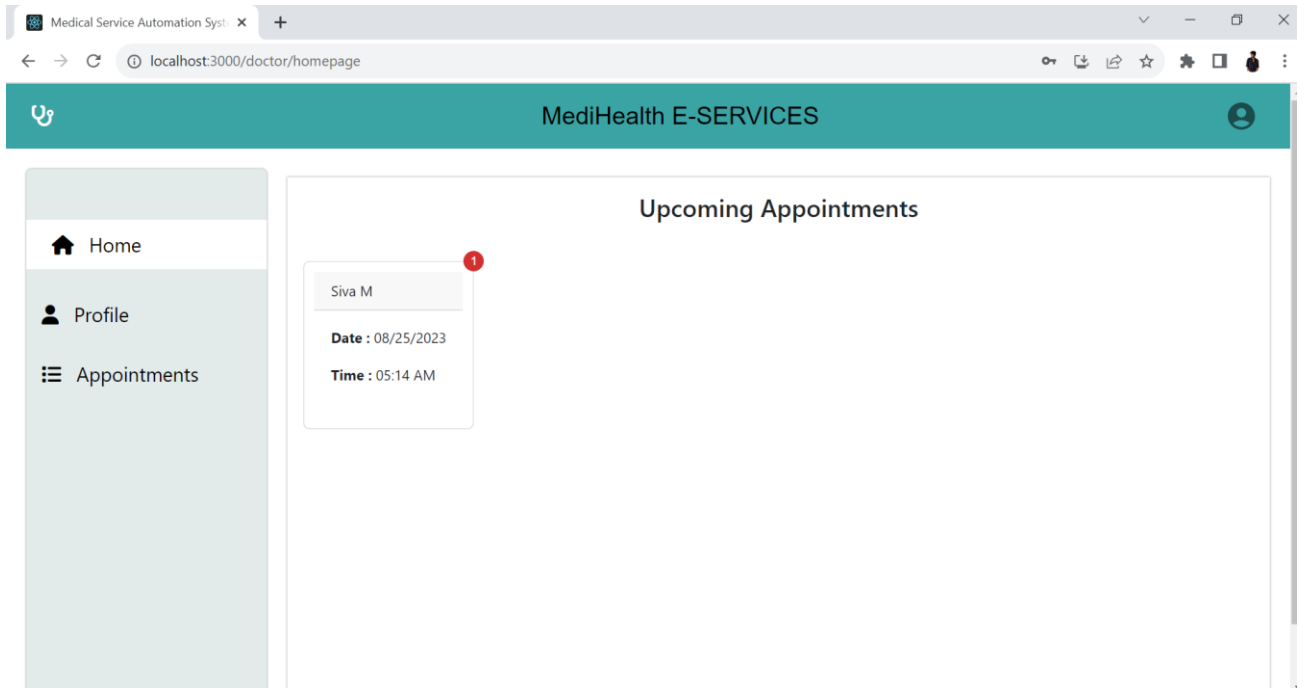 Medical Service Automation Syst
localhost:3000/doctor/homepage
MediHealth E-SERVICES
Home
Profile
Appointments
Upcoming Appointments
1
Siva M
Date : 08/25/2023
Time : 05:14 AM